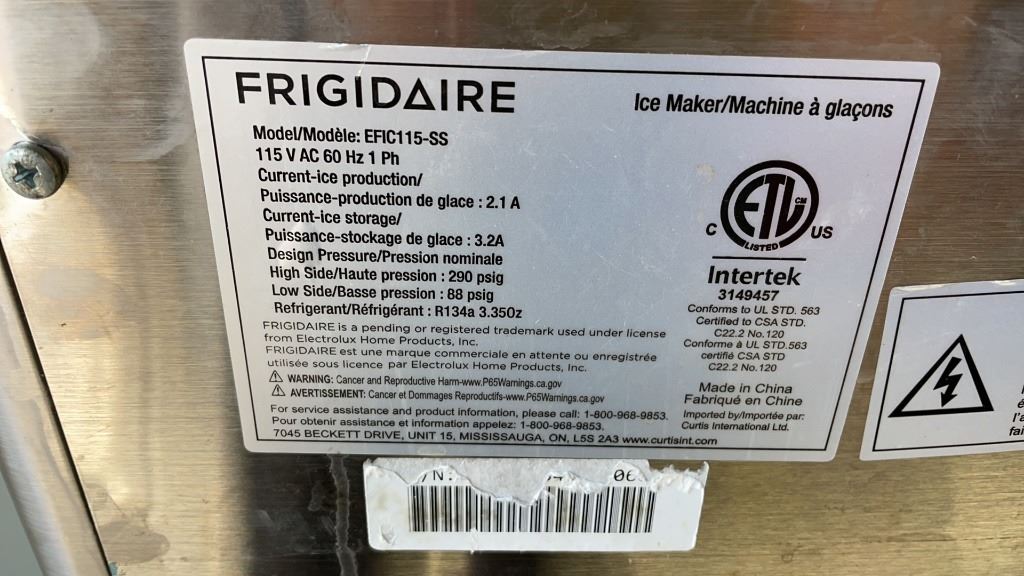 FRIGIDAIRE
Ice Maker/Machine à glaçons
Model/Modèle: EFIC115-SS
115 V AC 60 Hz 1 Ph
Current-ice production/
Puissance-production de glace : 2.1 A
Current-ice storage/
Puissance-stockage de glace : 3.2A
Design Pressure/Pression nominale
High Side/Haute pression : 290 psig
Low Side/Basse pression : 88 psig
Refrigerant/Réfrigérant : R134a 3.35Oz
FRIGIDAIRE is a pending or registered trademark used under license
from Electrolux Home Products, Inc.
FRIGIDAIRE est une marque commerciale en attente ou enregistrée
utilisée sous licence par Electrolux Home Products, Inc.
WARNING: Cancer and Reproductive Harm-www.P65Warnings.ca.gov
AVERTISSEMENT: Cancer et Dommages Reproductifs-www.P65Warnings.ca.gov
For service assistance and product information, please call: 1-800-968-9853.
Pour obtenir assistance et information appelez: 1-800-968-9853.
7045 BECKETT DRIVE, UNIT 15, MISSISSAUGA, ON, L5S 2A3 www.curtisint.com
C ETL CM US
LISTED
Intertek
3149457
Conforms to UL STD. 563
Certified to CSA STD.
C22.2 No.120
Conforme à UL STD.563
certifié CSA STD
C22.2 No.120
Made in China
Fabriqué en Chine
Imported by/Importée par:
Curtis International Ltd.
/N: